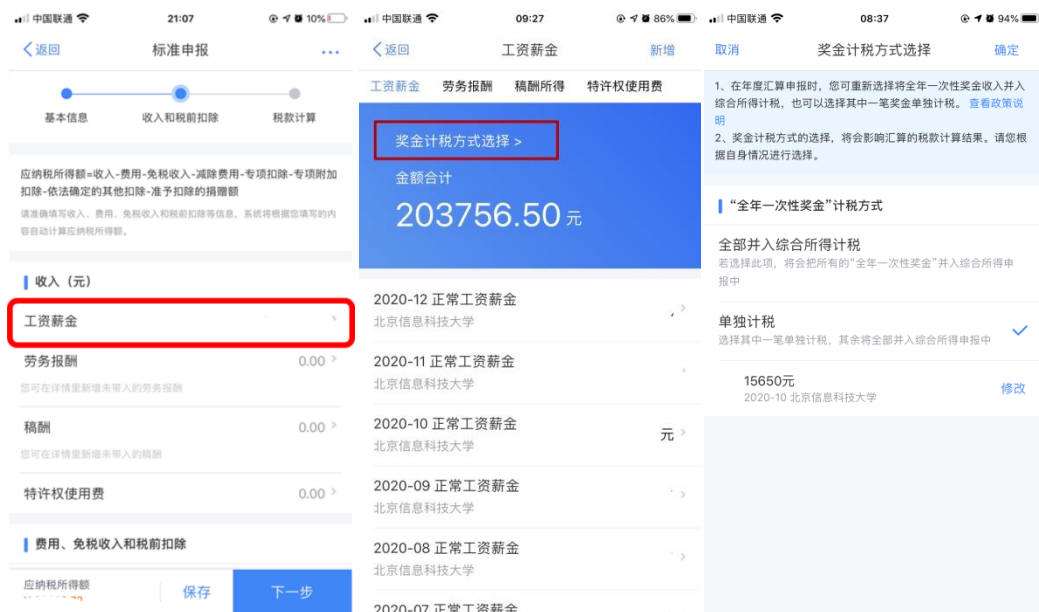 中国联通
21:07
10%
返回
标准申报
...
基本信息
收入和税前扣除
税款计算
应纳税所得额=收入-费用-免税收入-减除费用-专项扣除-专项附加
扣除-依法确定的其他扣除-准予扣除的捐赠额
请准确填写收入、费用、免税收入和税前扣除等信息，系统将根据您填写的内
容自动计算应纳税所得额。
收入（元）
工资薪金
劳务报酬
0.00
您可在详情里新增未带入的劳务报酬
稿酬
0.00
您可在详情里新增未带入的稿酬
特许权使用费
0.00
费用、免税收入和税前扣除
应纳税所得额
保存
下一步
中国联通
09:27
86%
返回
工资薪金
新增
工资薪金
劳务报酬
稿酬所得
特许权使用费
奖金计税方式选择 >
金额合计
203756.50 元
2020-12 正常工资薪金
北京信息科技大学
2020-11 正常工资薪金
北京信息科技大学
2020-10 正常工资薪金
北京信息科技大学
元
2020-09 正常工资薪金
北京信息科技大学
2020-08 正常工资薪金
北京信息科技大学
2020-07 正常工资薪金
中国联通
08:37
94%
取消
奖金计税方式选择
确定
1、在年度汇算申报时，您可重新选择将全年一次性奖金收入并入
综合所得计税，也可以选择其中一笔奖金单独计税。 查看政策说
明
2、奖金计税方式的选择，将会影响汇算的税款计算结果。请您根
据自身情况进行选择。
“全年一次性奖金”计税方式
全部并入综合所得计税
若选择此项，将会把所有的“全年一次性奖金”并入综合所得申
报中
单独计税
选择其中一笔单独计税，其余将全部并入综合所得申报中
15650元
2020-10 北京信息科技大学
修改